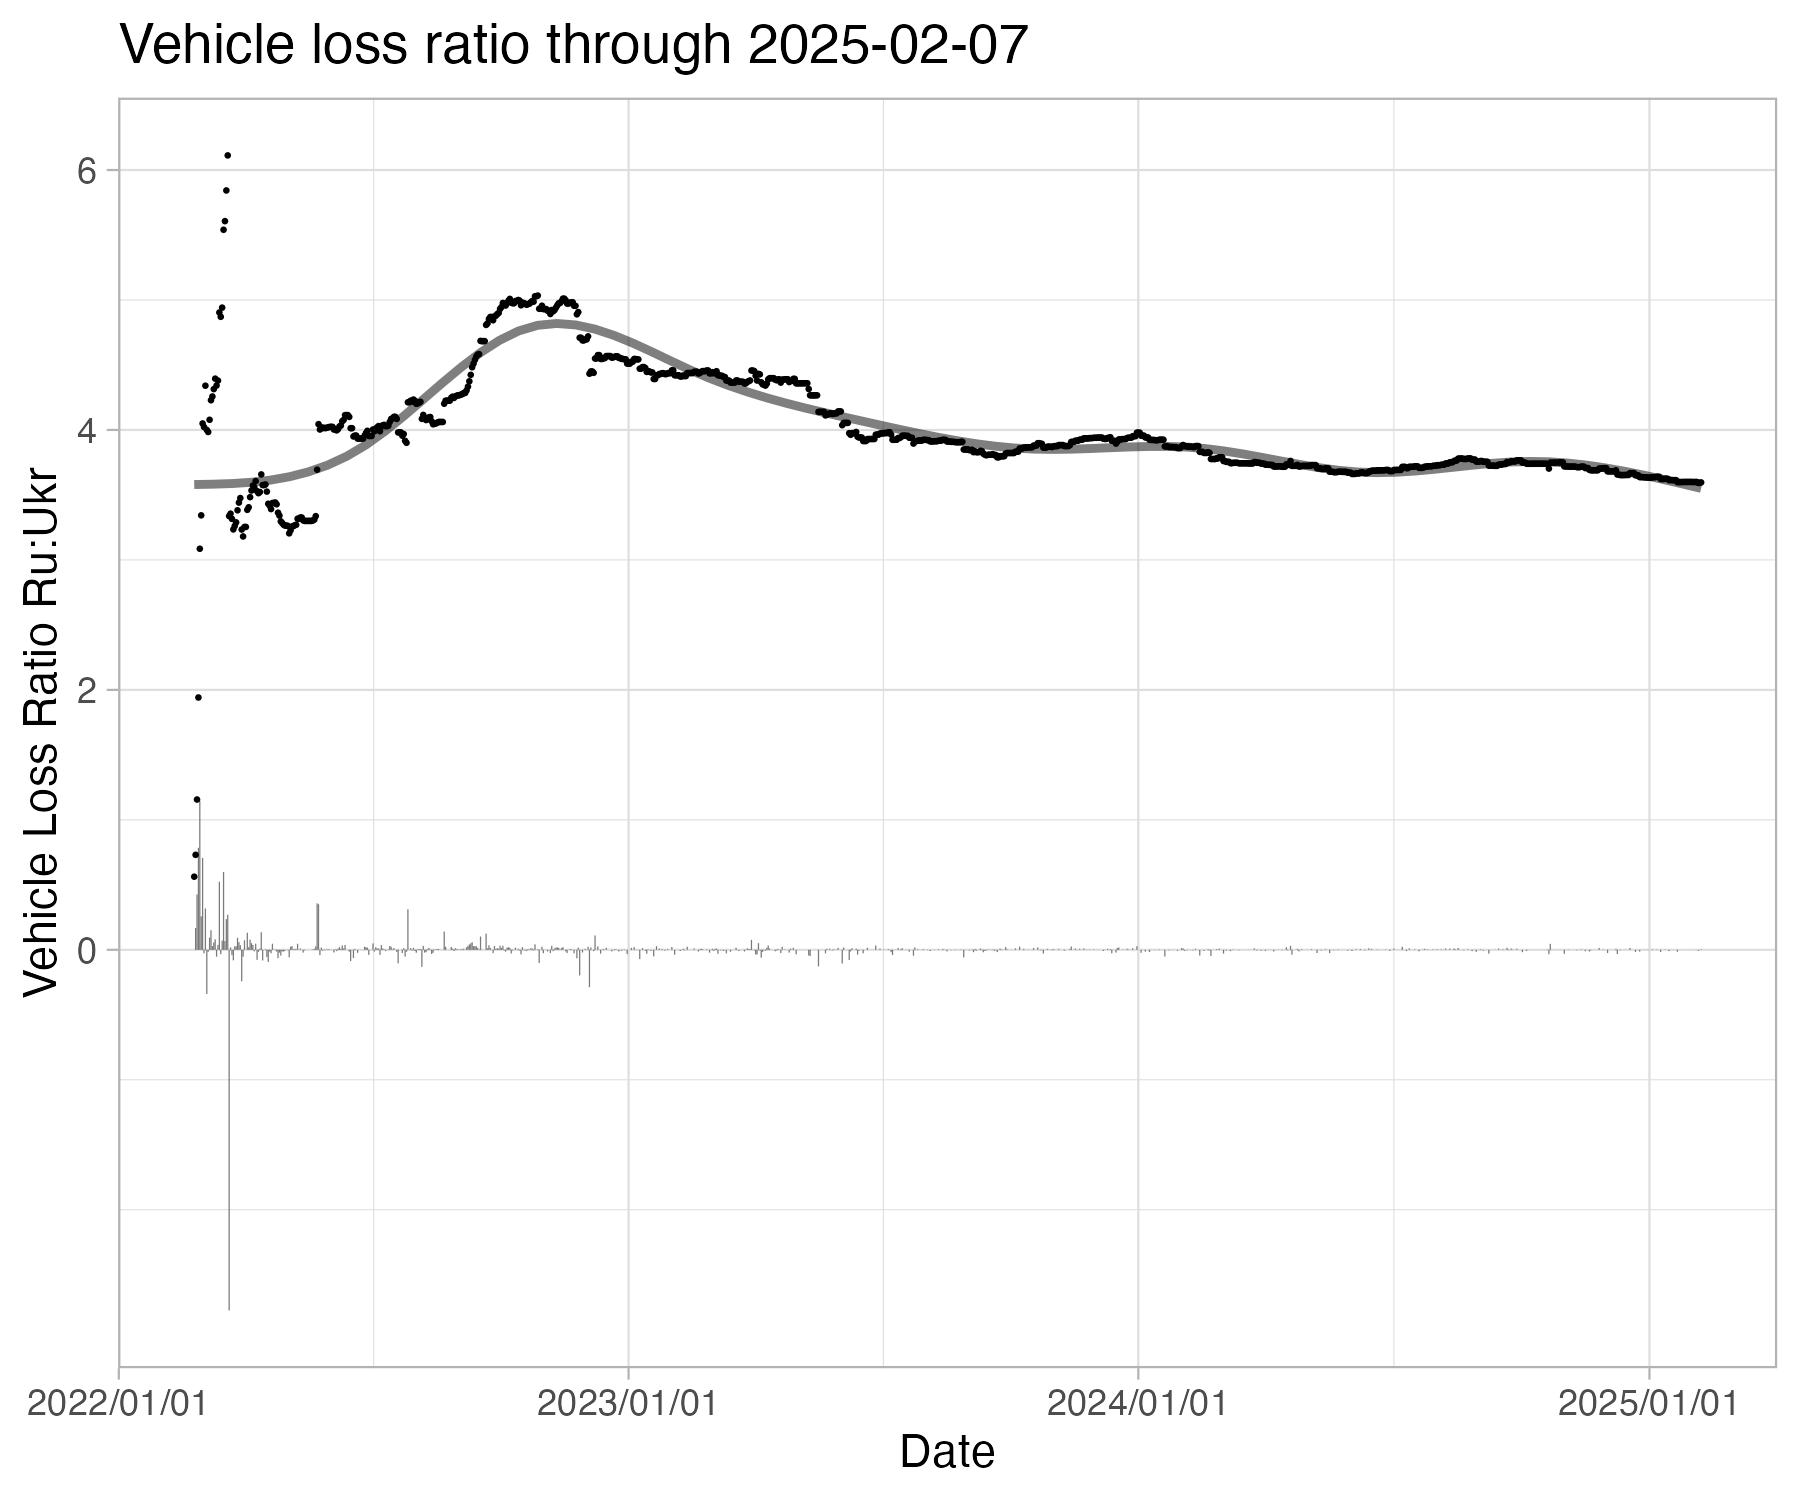 Vehicle loss ratio through 2025-02-07
Vehicle Loss Ratio Ru:Ukr
6
4
2
0
2022/01/01
2023/01/01
2024/01/01
2025/01/01
Date